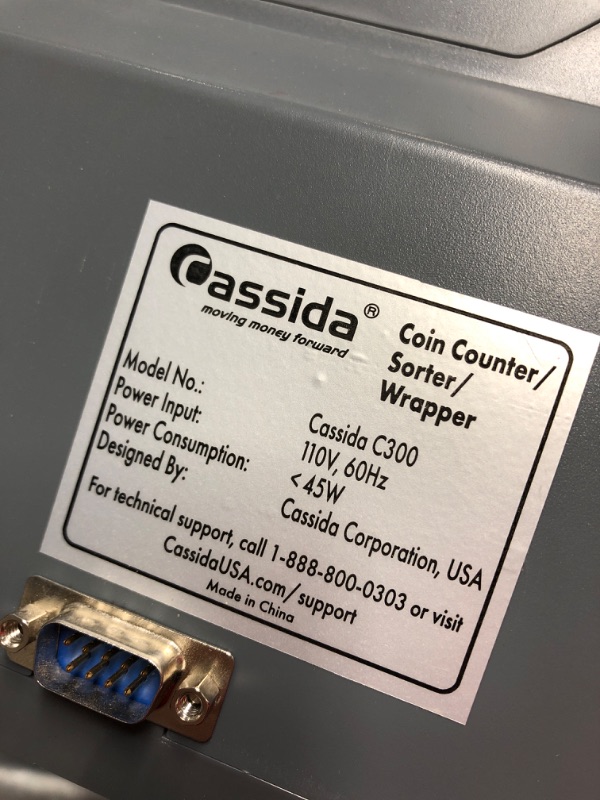 Cassida®
moving money forward
Coin Counter/
Sorter/
Wrapper
Model No.: Cassida C300
Power Input: 110V, 60Hz
Power Consumption: <45W
Designed By: Cassida Corporation, USA
For technical support, call 1-888-800-0303 or visit
CassidaUSA.com/support
Made in China